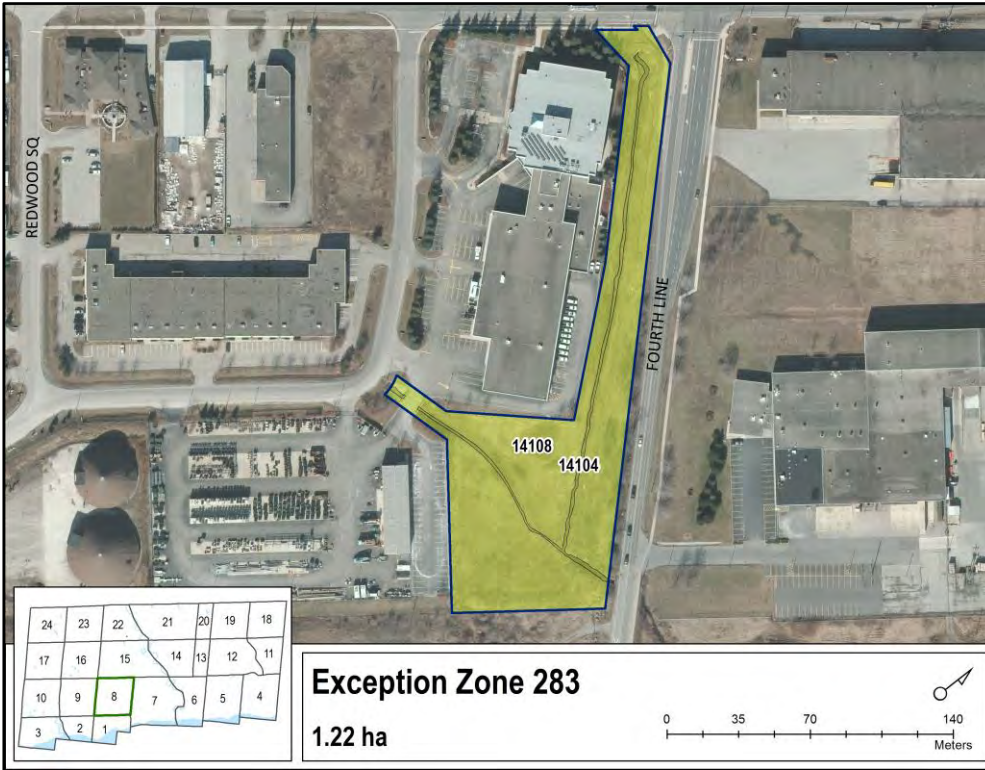 REDWOOD SQ
FOURTH LINE
14108
14104
24 23 22 21 20 19 18
17 16 15 14 13 12 11
10 9 8 7 6 5 4
3 2 1
Exception Zone 283
1.22 ha
0 35 70 140
Meters